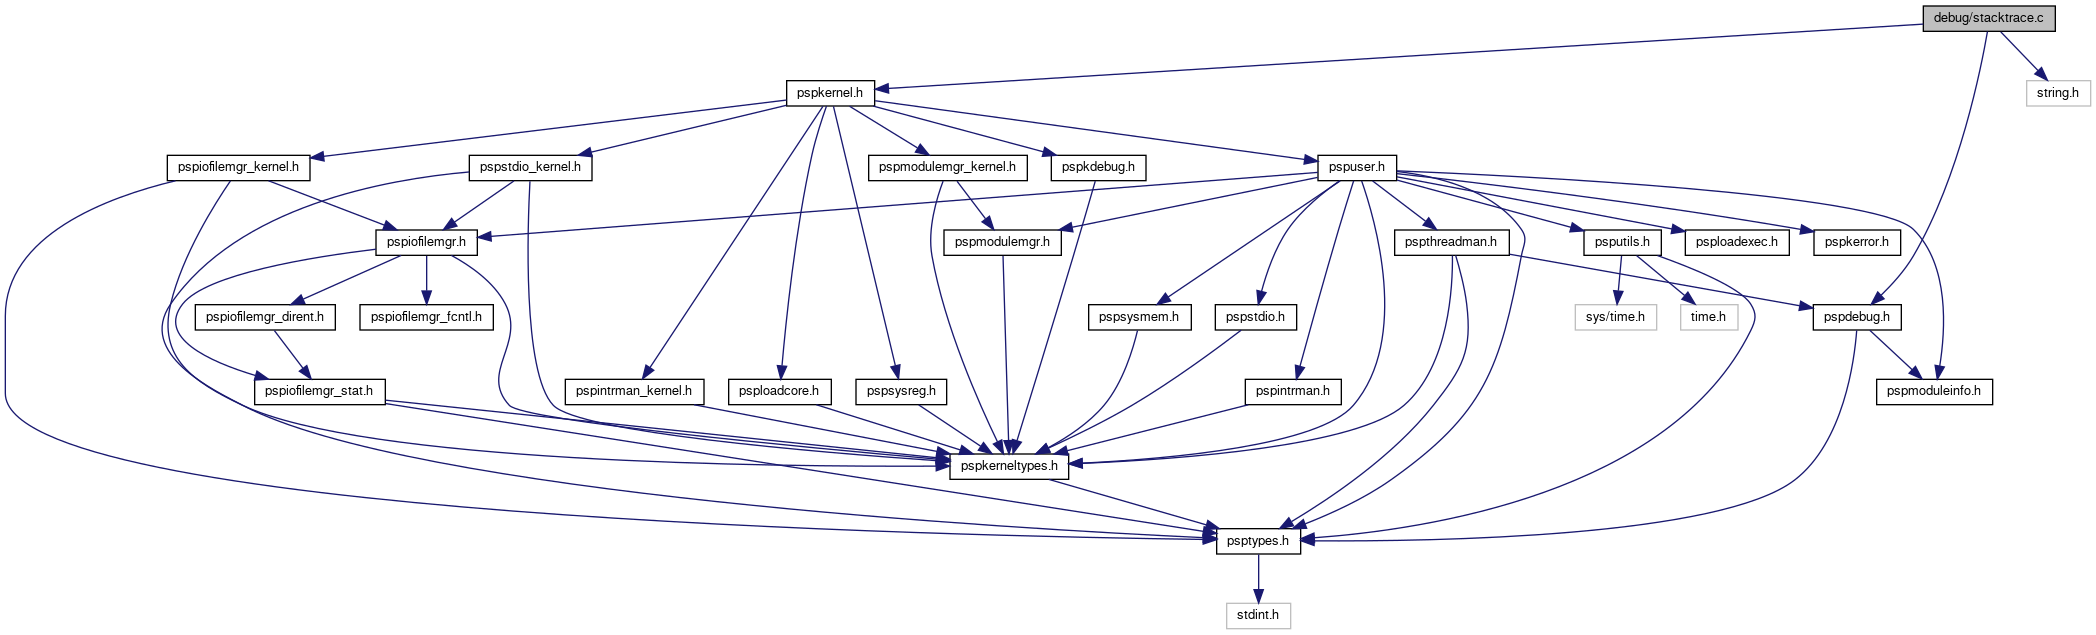 debug/stacktrace.c
pspkernel.h
string.h
pspiofilemgr_kernel.h
pspstdio_kernel.h
pspmodulemgr_kernel.h
pspkdebug.h
pspuser.h
pspiofilemgr.h
pspmodulemgr.h
pspthreadman.h
psputils.h
psploadexec.h
pspkerror.h
pspiofilemgr_dirent.h
pspiofilemgr_fcntl.h
pspsysmem.h
pspstdio.h
sys/time.h
time.h
pspdebug.h
pspiofilemgr_stat.h
pspintrman_kernel.h
psploadcore.h
pspsysreg.h
pspintrman.h
pspmoduleinfo.h
pspkerneltypes.h
psptypes.h
stdint.h